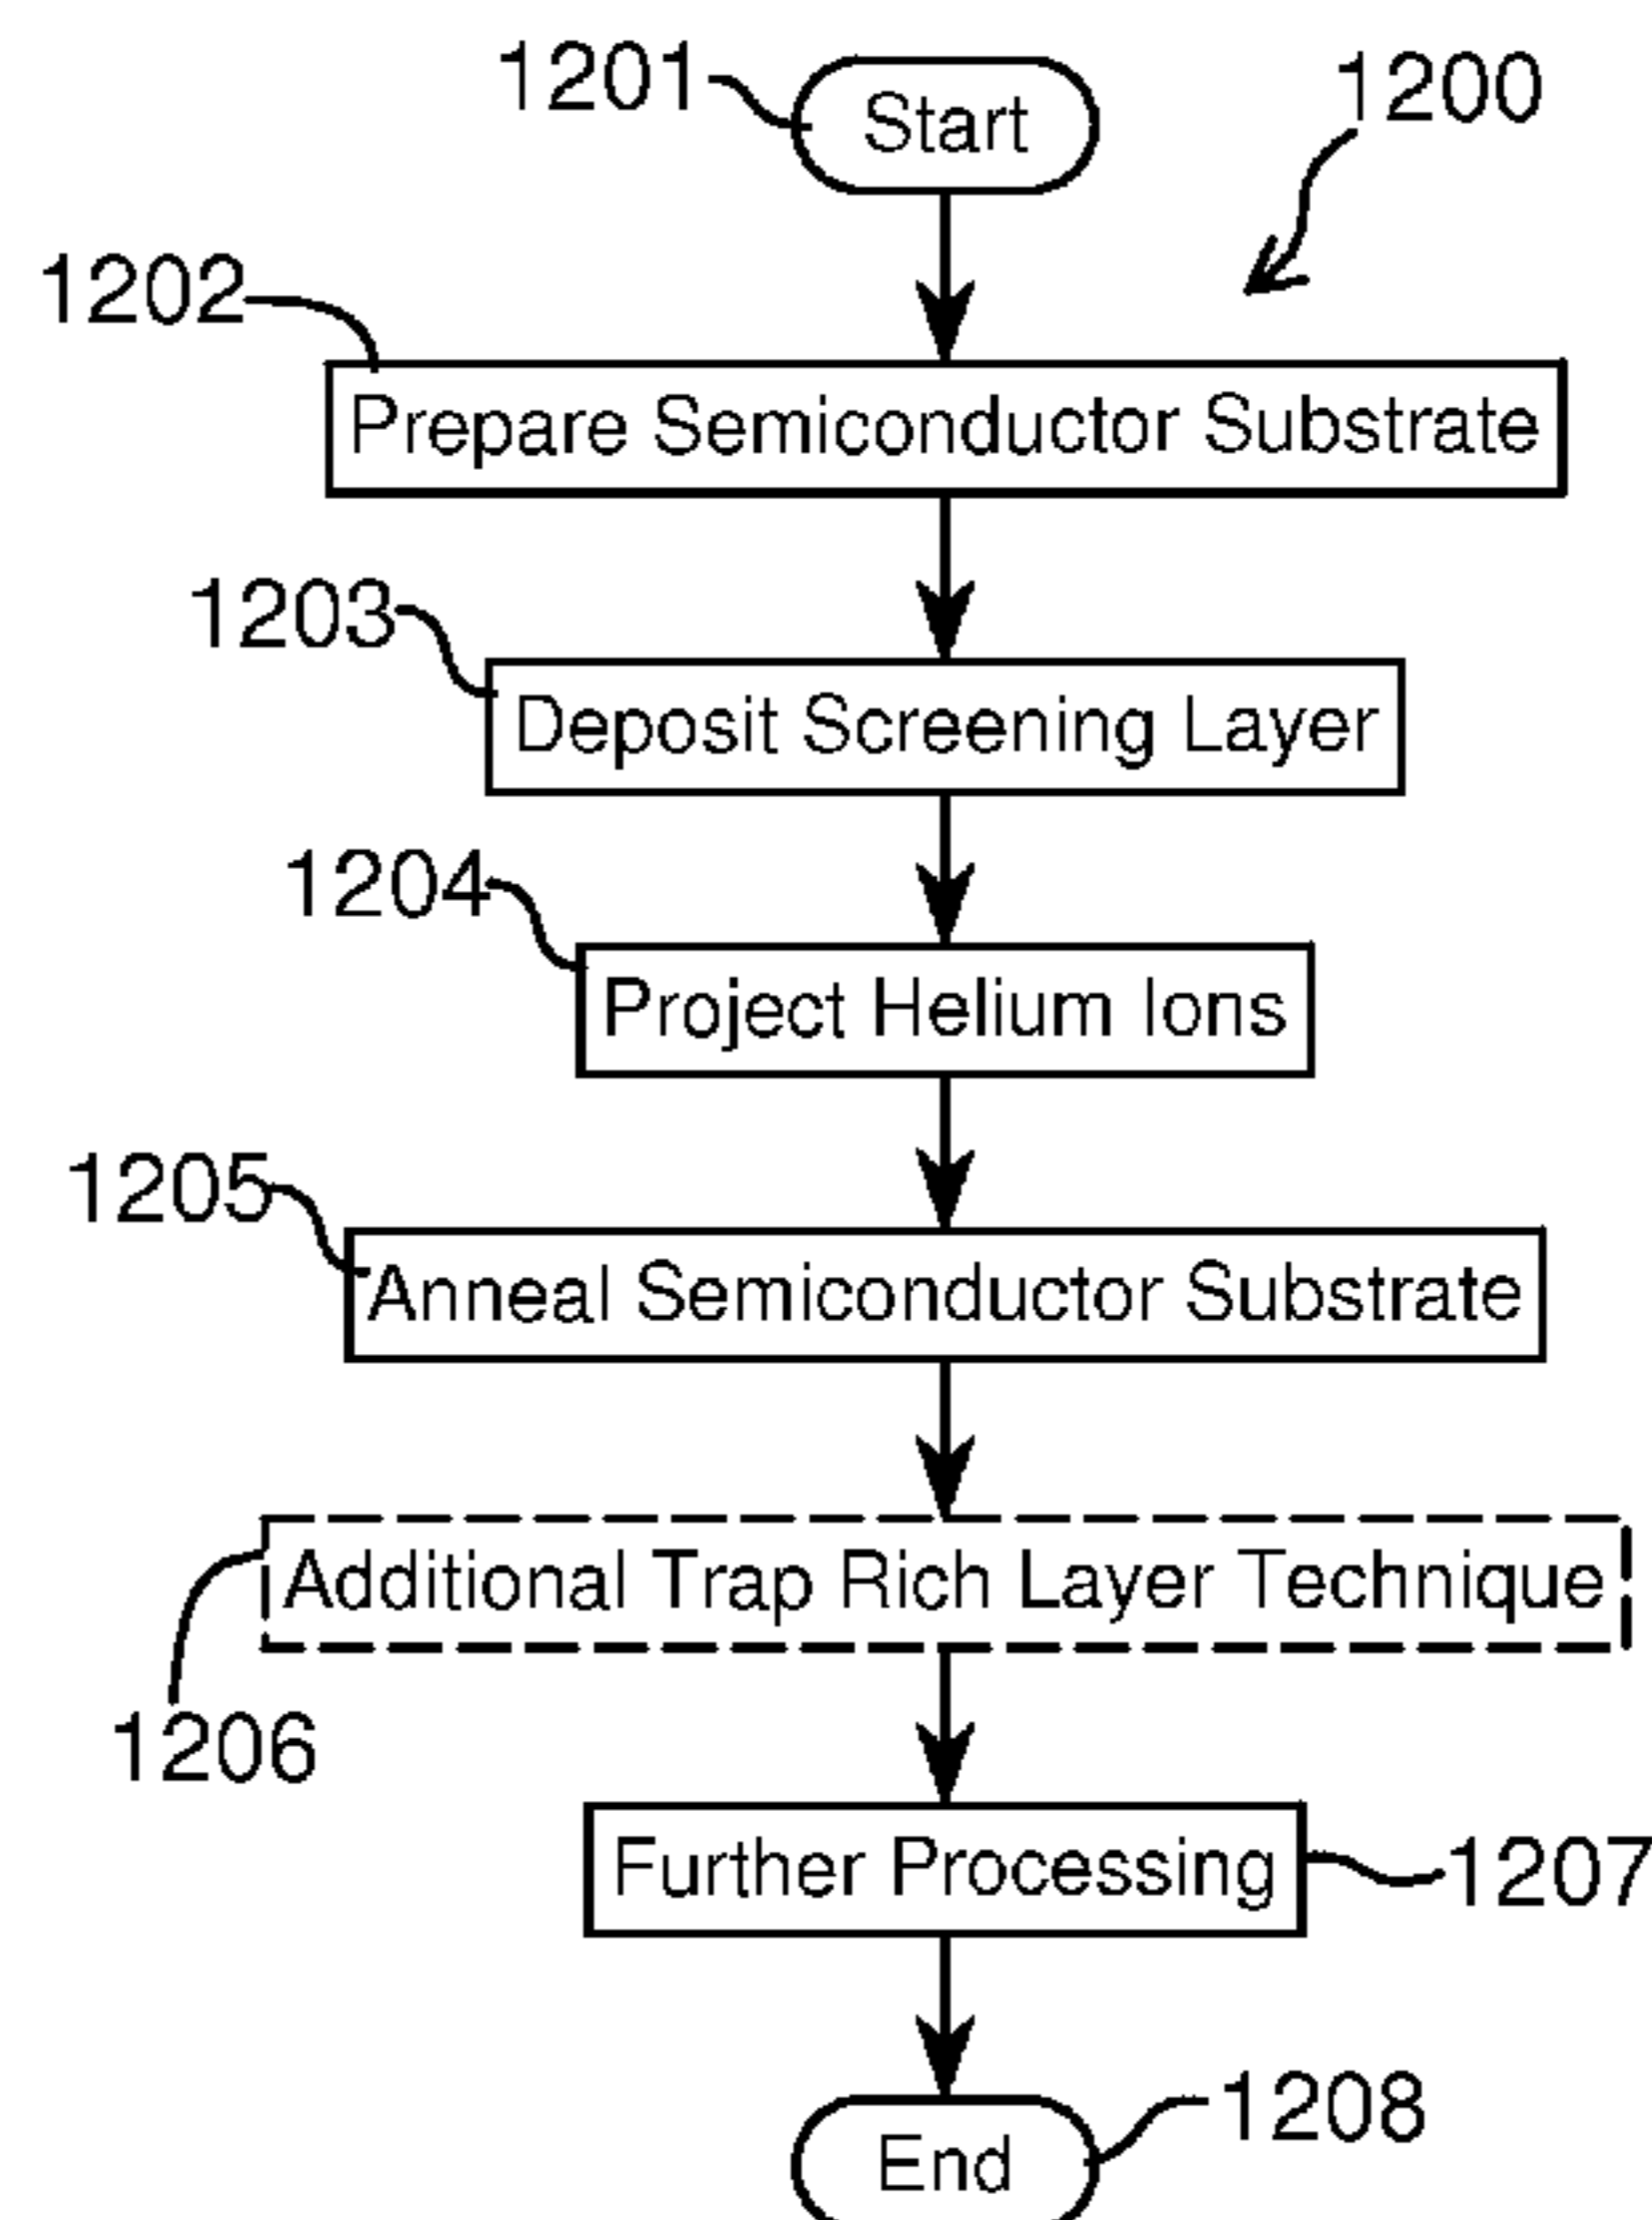 1201
Start
1200
1202
Prepare Semiconductor Substrate
1203
Deposit Screening Layer
1204
Project Helium Ions
1205
Anneal Semiconductor Substrate
Additional Trap Rich Layer Technique
1206
Further Processing
1207
1208
End